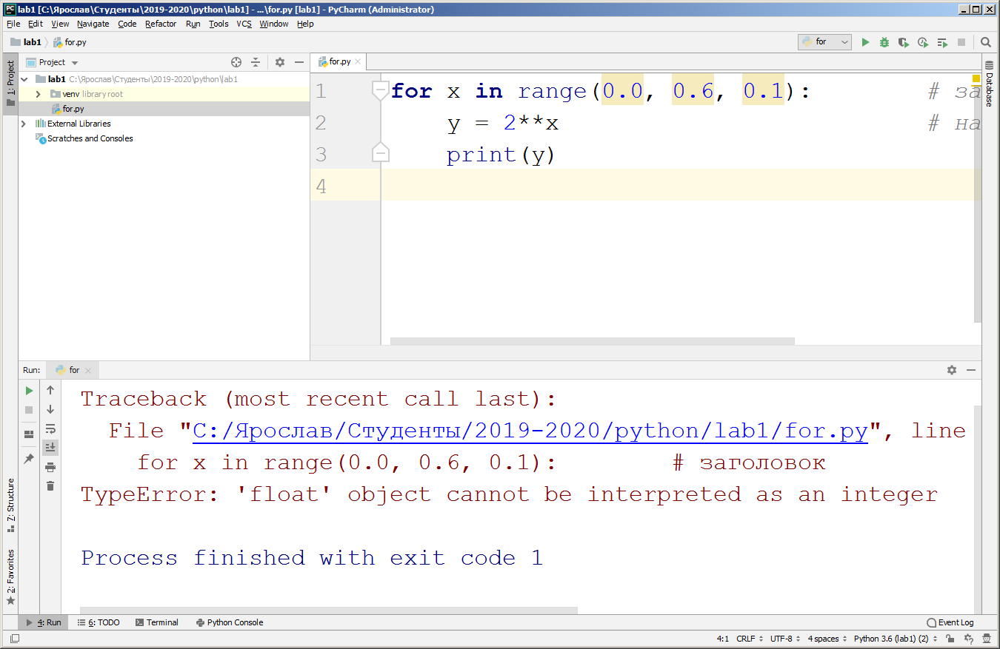 lab1 [C:\Ярослав\Студенты\2019-2020\python\lab1] - ...\for.py [lab1] - PyCharm (Administrator)
File Edit View Navigate Code Refactor Run Tools VCS Window Help
lab1 for.py for
1: Project
Project
for.py
lab1 C:\Ярослав\Студенты\2019-2020\python\lab1
venv library root
for.py
External Libraries
Scratches and Consoles
1 for x in range(0.0, 0.6, 0.1): # за
2 y = 2**x # на
3 print(y)
4
Database
Run: for
Traceback (most recent call last):
File "C:/Ярослав/Студенты/2019-2020/python/lab1/for.py", line
for x in range(0.0, 0.6, 0.1): # заголовок
TypeError: 'float' object cannot be interpreted as an integer
Process finished with exit code 1
7: Structure
2: Favorites
4: Run 6: TODO Terminal Python Console Event Log
4:1 CRLF UTF-8 4 spaces Python 3.6 (lab1) (2)